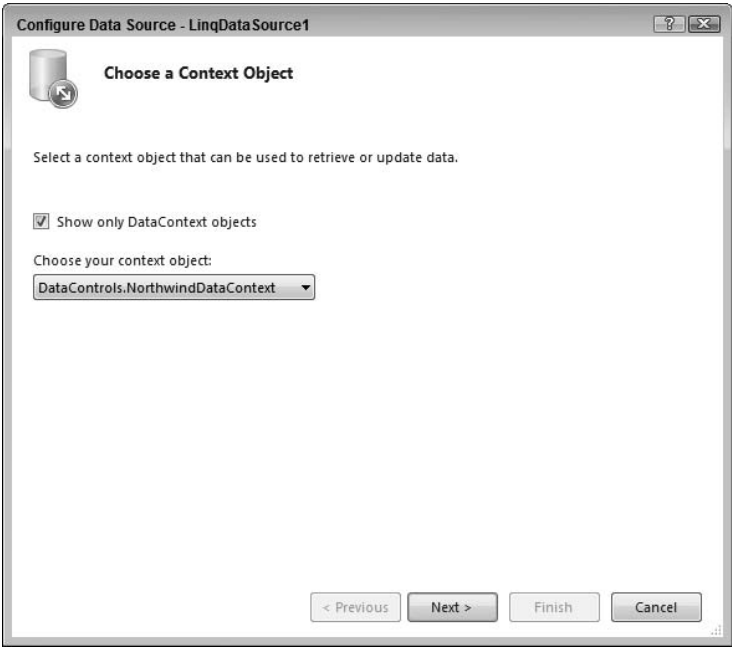 Configure Data Source - LinqDataSource1
?
Choose a Context Object
Select a context object that can be used to retrieve or update data.
Show only DataContext objects
Choose your context object:
DataControls.NorthwindDataContext
< Previous
Next >
Finish
Cancel